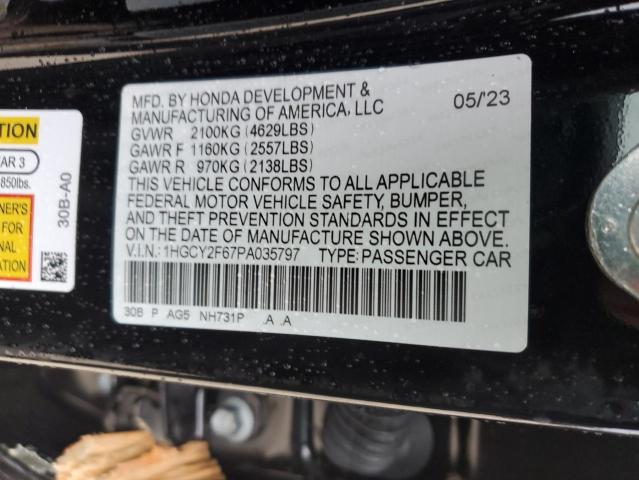 TION
AR 3
850lbs.
NER'S
FOR
NAL
ATION
30B-A0
MFD. BY HONDA DEVELOPMENT &
MANUFACTURING OF AMERICA, LLC 05/'23
GVWR 2100KG (4629LBS)
GAWR F 1160KG (2557LBS)
GAWR R 970KG (2138LBS)
THIS VEHICLE CONFORMS TO ALL APPLICABLE
FEDERAL MOTOR VEHICLE SAFETY, BUMPER,
AND THEFT PREVENTION STANDARDS IN EFFECT
ON THE DATE OF MANUFACTURE SHOWN ABOVE.
V.I.N.: 1HGCY2F67PA035797 TYPE: PASSENGER CAR
30B P AG5 NH731P .A .A